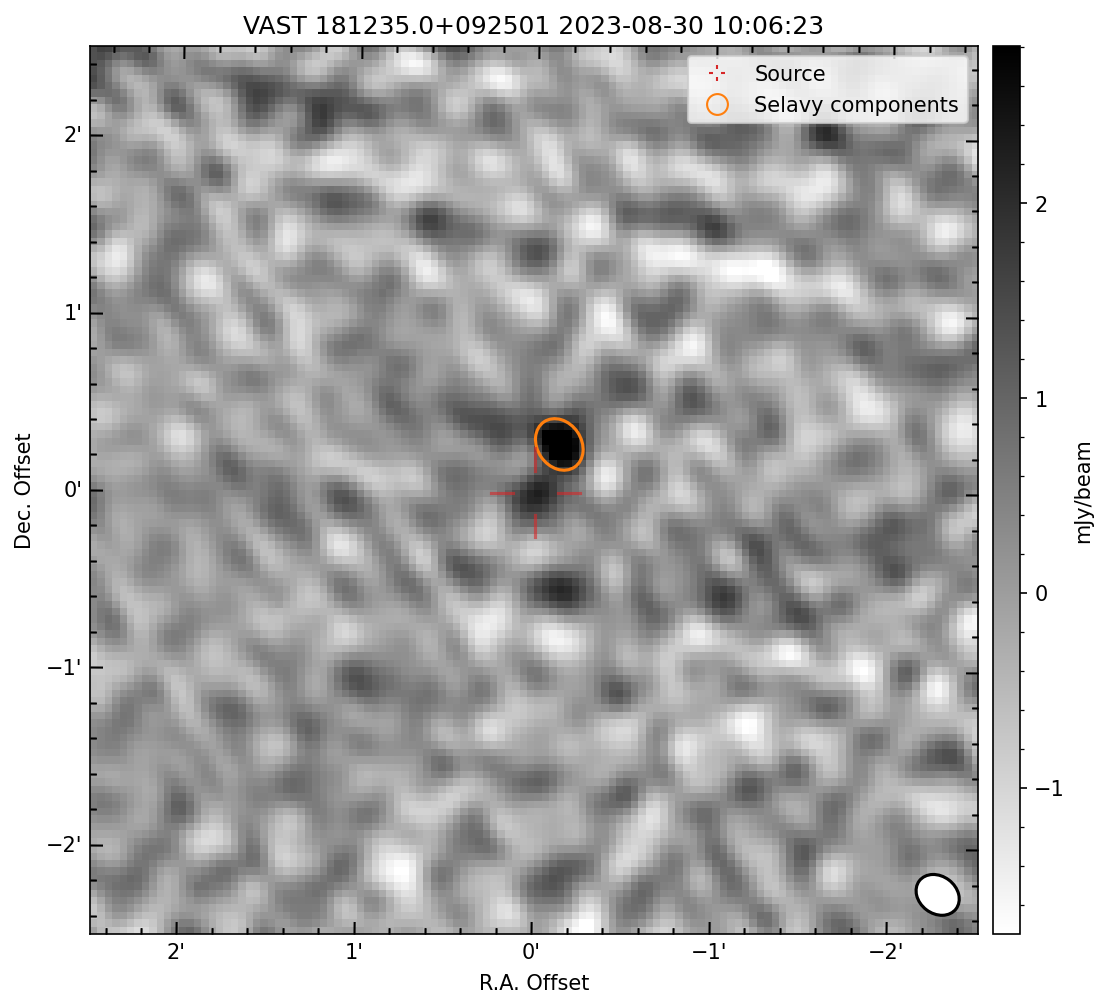 VAST 181235.0+092501 2023-08-30 10:06:23
Source
Selavy components
2'
1'
0'
−1'
−2'
Dec. Offset
2'
1'
0'
−1'
−2'
R.A. Offset
2
1
0
−1
mJy/beam